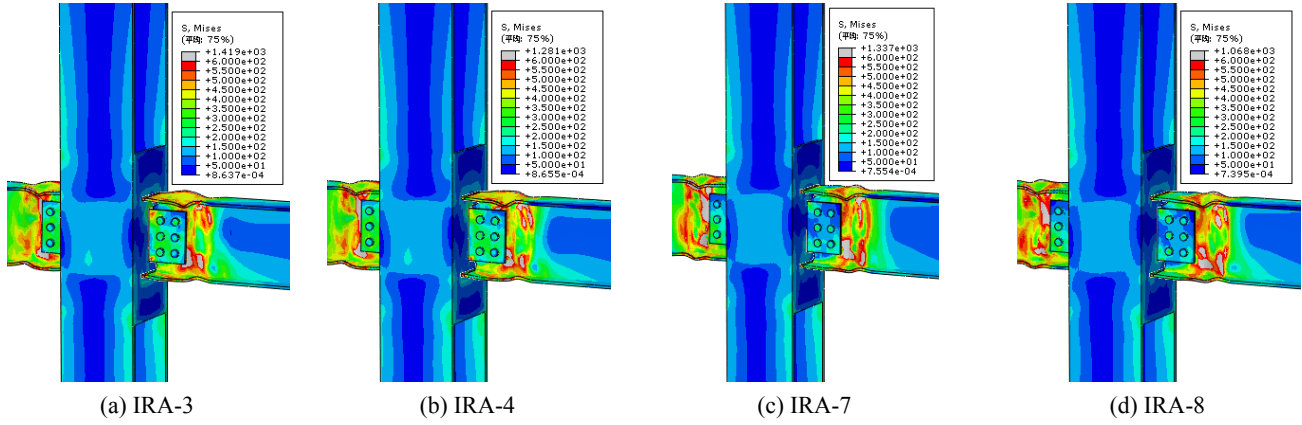 S, Mises
(平均: 75%)
+1.419e+03
+6.000e+02
+5.500e+02
+5.000e+02
+4.500e+02
+4.000e+02
+3.500e+02
+3.000e+02
+2.500e+02
+2.000e+02
+1.500e+02
+1.000e+02
+5.000e+01
+8.637e-04
(a) IRA-3
S, Mises
(平均: 75%)
+1.281e+03
+6.000e+02
+5.500e+02
+5.000e+02
+4.500e+02
+4.000e+02
+3.500e+02
+3.000e+02
+2.500e+02
+2.000e+02
+1.500e+02
+1.000e+02
+5.000e+01
+8.655e-04
(b) IRA-4
S, Mises
(平均: 75%)
+1.337e+03
+6.000e+02
+5.500e+02
+5.000e+02
+4.500e+02
+4.000e+02
+3.500e+02
+3.000e+02
+2.500e+02
+2.000e+02
+1.500e+02
+1.000e+02
+5.000e+01
+7.554e-04
(c) IRA-7
S, Mises
(平均: 75%)
+1.068e+03
+6.000e+02
+5.500e+02
+5.000e+02
+4.500e+02
+4.000e+02
+3.500e+02
+3.000e+02
+2.500e+02
+2.000e+02
+1.500e+02
+1.000e+02
+5.000e+01
+7.395e-04
(d) IRA-8